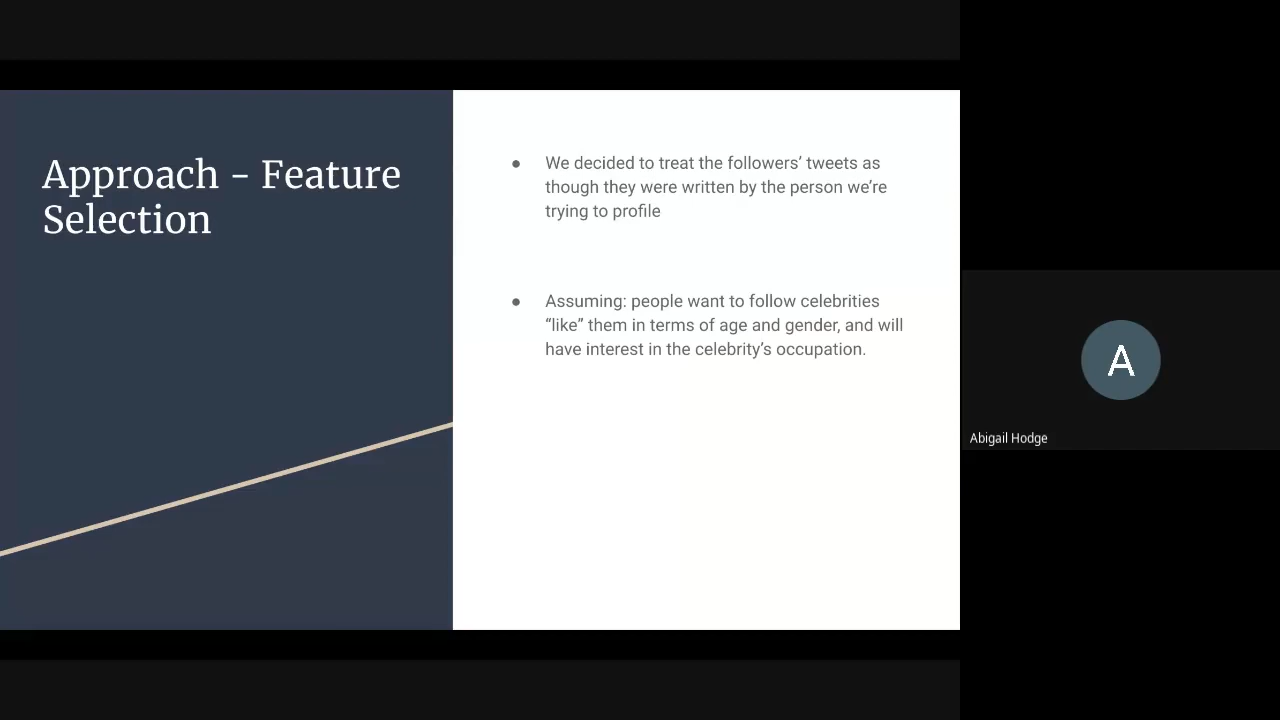 Approach - Feature
Selection
● We decided to treat the followers’ tweets as
though they were written by the person we’re
trying to profile
● Assuming: people want to follow celebrities
“like” them in terms of age and gender, and will
have interest in the celebrity’s occupation.
A
Abigail Hodge